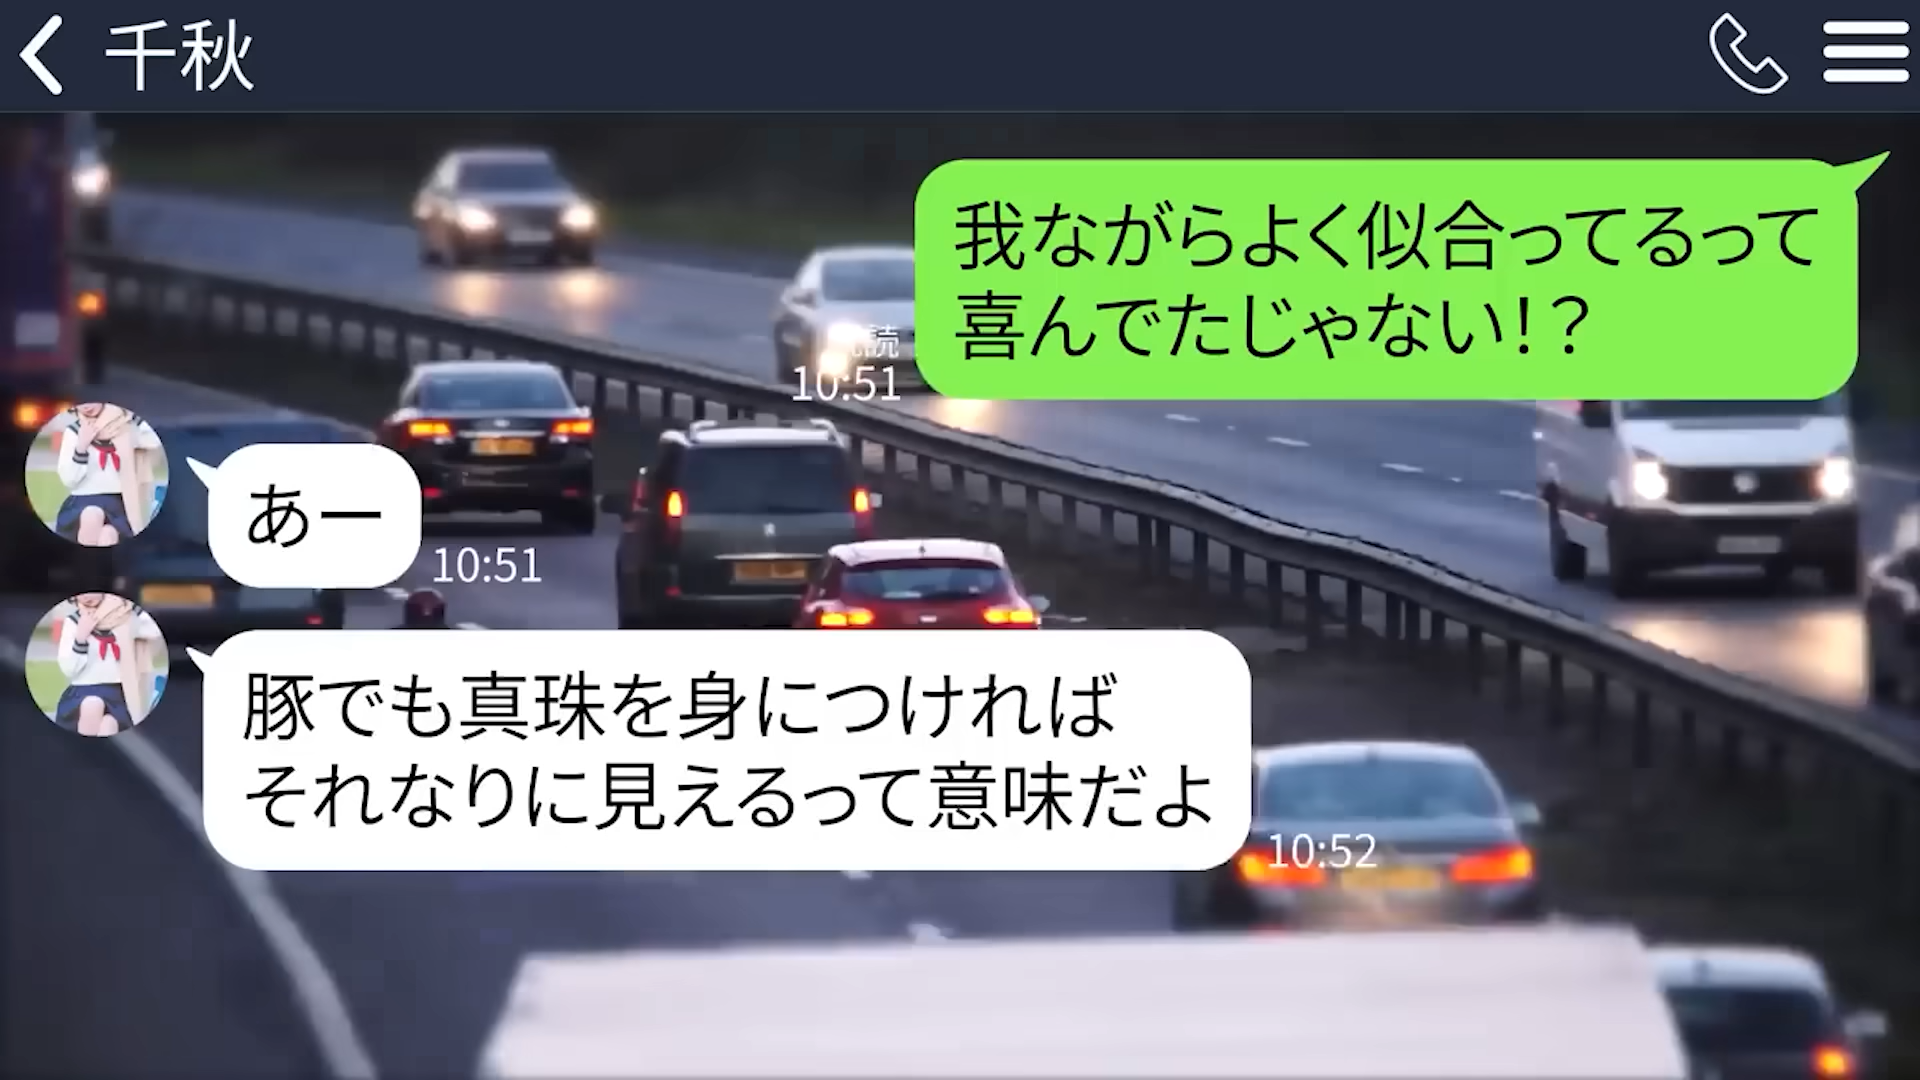 千秋
我ながらよく似合ってるって
喜んでたじゃない!?
既読
10:51
あー
10:51
豚でも真珠を身につければ
それなりに見えるって意味だよ
10:52